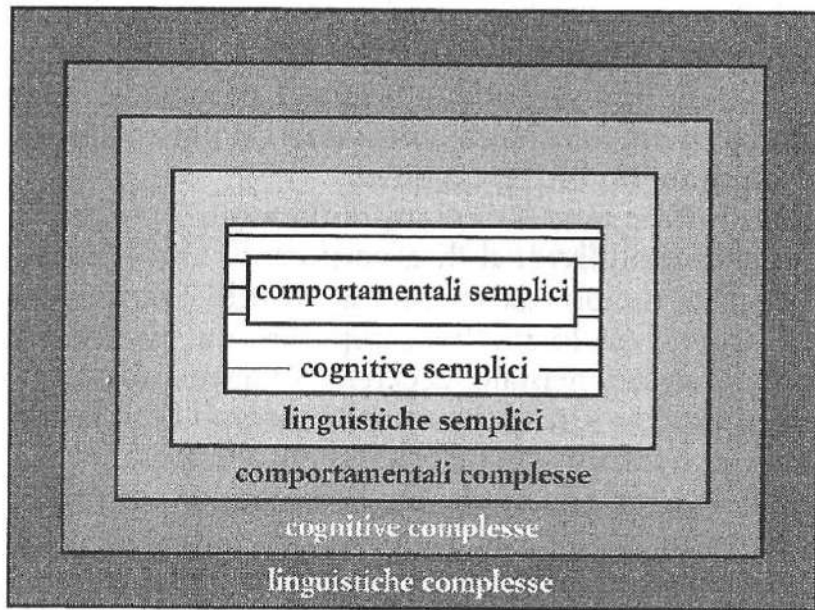 comportamentali semplici
cognitive semplici
linguistiche semplici
comportamentali complesse
cognitive complesse
linguistiche complesse